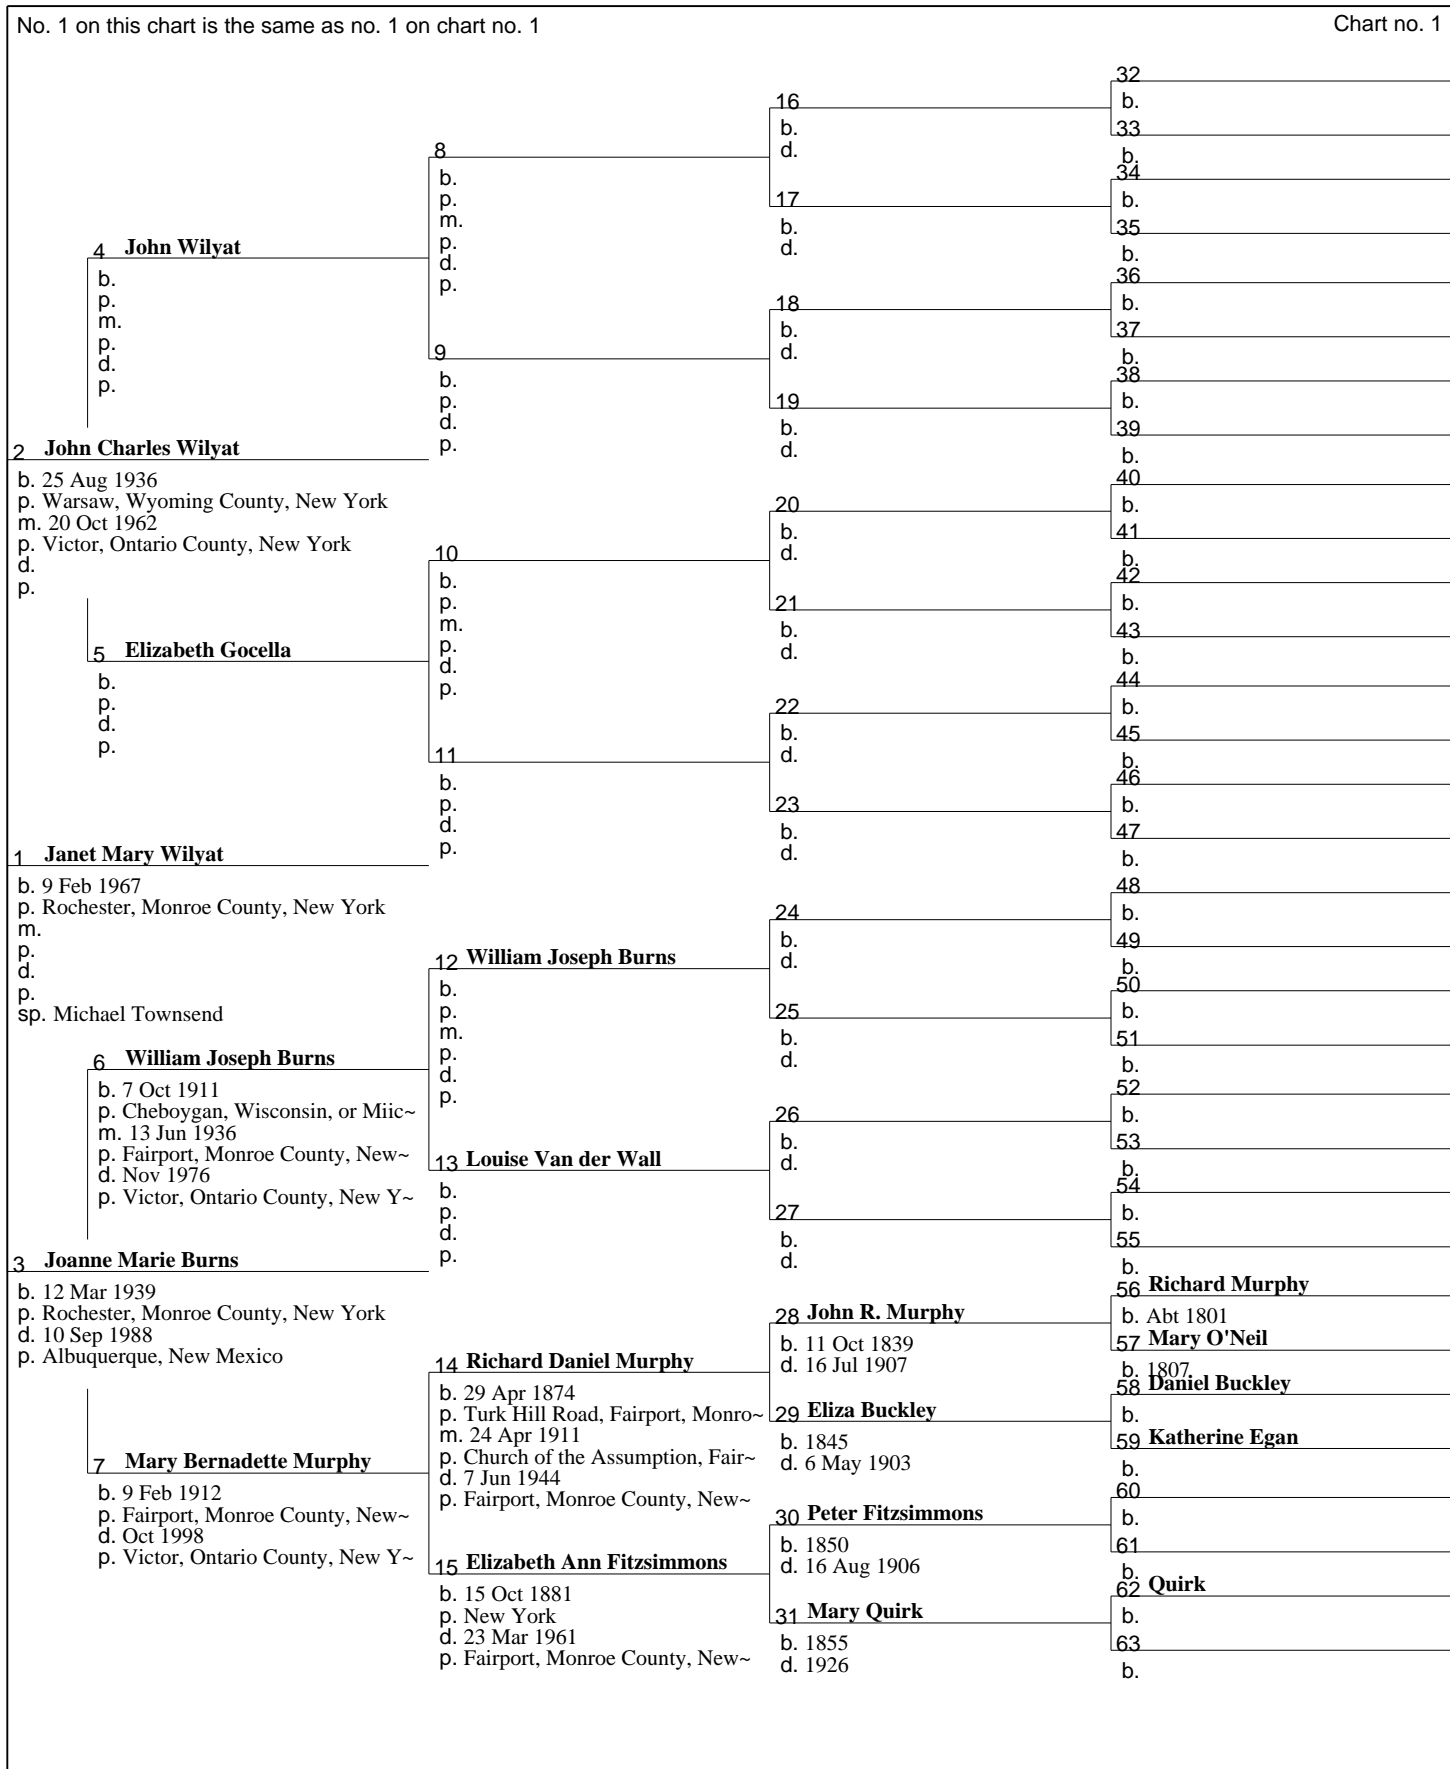 No. 1 on this chart is the same as no. 1 on chart no. 1
Chart no. 1
4 John Wilyat
b.
p.
m.
p.
d.
p.
2 John Charles Wilyat
b. 25 Aug 1936
p. Warsaw, Wyoming County, New York
m. 20 Oct 1962
p. Victor, Ontario County, New York
d.
p.
5 Elizabeth Gocella
b.
p.
d.
p.
1 Janet Mary Wilyat
b. 9 Feb 1967
p. Rochester, Monroe County, New York
m.
p.
d.
p.
sp. Michael Townsend
6 William Joseph Burns
b. 7 Oct 1911
p. Cheboygan, Wisconsin, or Miic~
m. 13 Jun 1936
p. Fairport, Monroe County, New~
d. Nov 1976
p. Victor, Ontario County, New Y~
3 Joanne Marie Burns
b. 12 Mar 1939
p. Rochester, Monroe County, New York
d. 10 Sep 1988
p. Albuquerque, New Mexico
7 Mary Bernadette Murphy
b. 9 Feb 1912
p. Fairport, Monroe County, New~
d. Oct 1998
p. Victor, Ontario County, New Y~
8
b.
p.
m.
p.
d.
p.
9
b.
p.
d.
p.
10
b.
p.
m.
p.
d.
p.
11
b.
p.
d.
p.
12 William Joseph Burns
b.
p.
m.
p.
d.
p.
13 Louise Van der Wall
b.
p.
d.
p.
14 Richard Daniel Murphy
b. 29 Apr 1874
p. Turk Hill Road, Fairport, Monro~
m. 24 Apr 1911
p. Church of the Assumption, Fair~
d. 7 Jun 1944
p. Fairport, Monroe County, New~
15 Elizabeth Ann Fitzsimmons
b. 15 Oct 1881
p. New York
d. 23 Mar 1961
p. Fairport, Monroe County, New~
16
b.
d.
17
b.
d.
18
b.
d.
19
b.
d.
20
b.
d.
21
b.
d.
22
b.
d.
23
b.
d.
24
b.
d.
25
b.
d.
26
b.
d.
27
b.
d.
28 John R. Murphy
b. 11 Oct 1839
d. 16 Jul 1907
29 Eliza Buckley
b. 1845
d. 6 May 1903
30 Peter Fitzsimmons
b. 1850
d. 16 Aug 1906
31 Mary Quirk
b. 1855
d. 1926
32
b.
33
b.
34
b.
35
b.
36
b.
37
b.
38
b.
39
b.
40
b.
41
b.
42
b.
43
b.
44
b.
45
b.
46
b.
47
b.
48
b.
49
b.
50
b.
51
b.
52
b.
53
b.
54
b.
55
b.
56 Richard Murphy
b. Abt 1801
57 Mary O'Neil
b. 1807
58 Daniel Buckley
b.
59 Katherine Egan
b.
60
b.
61
b.
62 Quirk
b.
63
b.